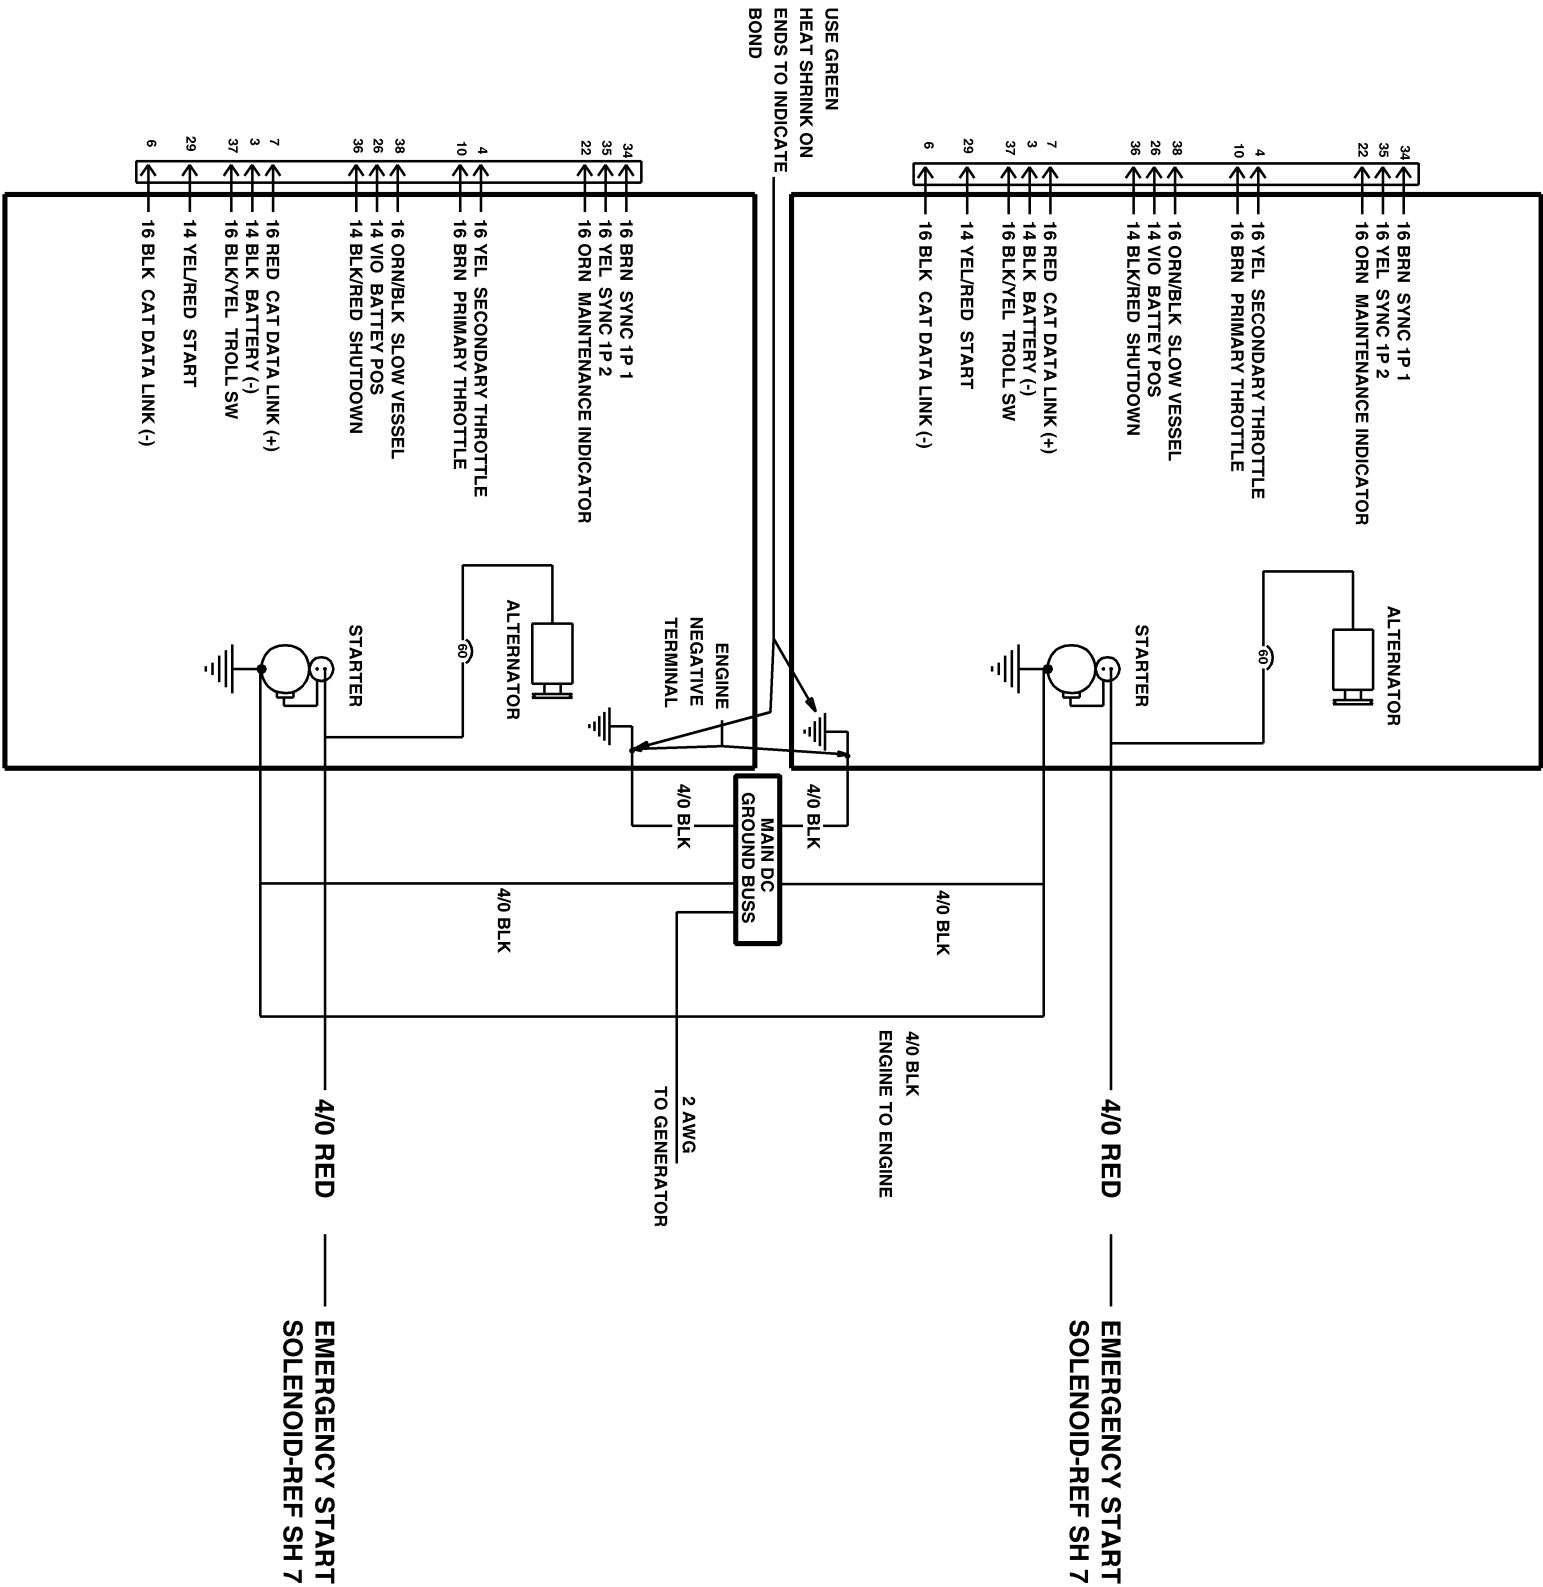 34 16 BRN SYNC 1P 1
35 16 YEL SYNC 1P 2
22 16 ORN MAINTENANCE INDICATOR
4 16 YEL SECONDARY THROTTLE
10 16 BRN PRIMARY THROTTLE
38 16 ORN/BLK SLOW VESSEL
26 14 VIO BATTEY POS
36 14 BLK/RED SHUTDOWN
7 16 RED CAT DATA LINK (+)
3 14 BLK BATTERY (-)
37 16 BLK/YEL TROLL SW
29 14 YEL/RED START
6 16 BLK CAT DATA LINK (-)
ALTERNATOR
60
STARTER
4/0 RED
EMERGENCY START
SOLENOID-REF SH 7
USE GREEN
HEAT SHRINK ON
ENDS TO INDICATE
BOND
4/0 BLK
4/0 BLK
4/0 BLK
ENGINE TO ENGINE
MAIN DC
GROUND BUSS
ENGINE
NEGATIVE
TERMINAL
4/0 BLK
2 AWG
TO GENERATOR
34 16 BRN SYNC 1P 1
35 16 YEL SYNC 1P 2
22 16 ORN MAINTENANCE INDICATOR
4 16 YEL SECONDARY THROTTLE
10 16 BRN PRIMARY THROTTLE
38 16 ORN/BLK SLOW VESSEL
26 14 VIO BATTEY POS
36 14 BLK/RED SHUTDOWN
7 16 RED CAT DATA LINK (+)
3 14 BLK BATTERY (-)
37 16 BLK/YEL TROLL SW
29 14 YEL/RED START
6 16 BLK CAT DATA LINK (-)
ALTERNATOR
60
4/0 BLK
STARTER
4/0 RED
EMERGENCY START
SOLENOID-REF SH 7